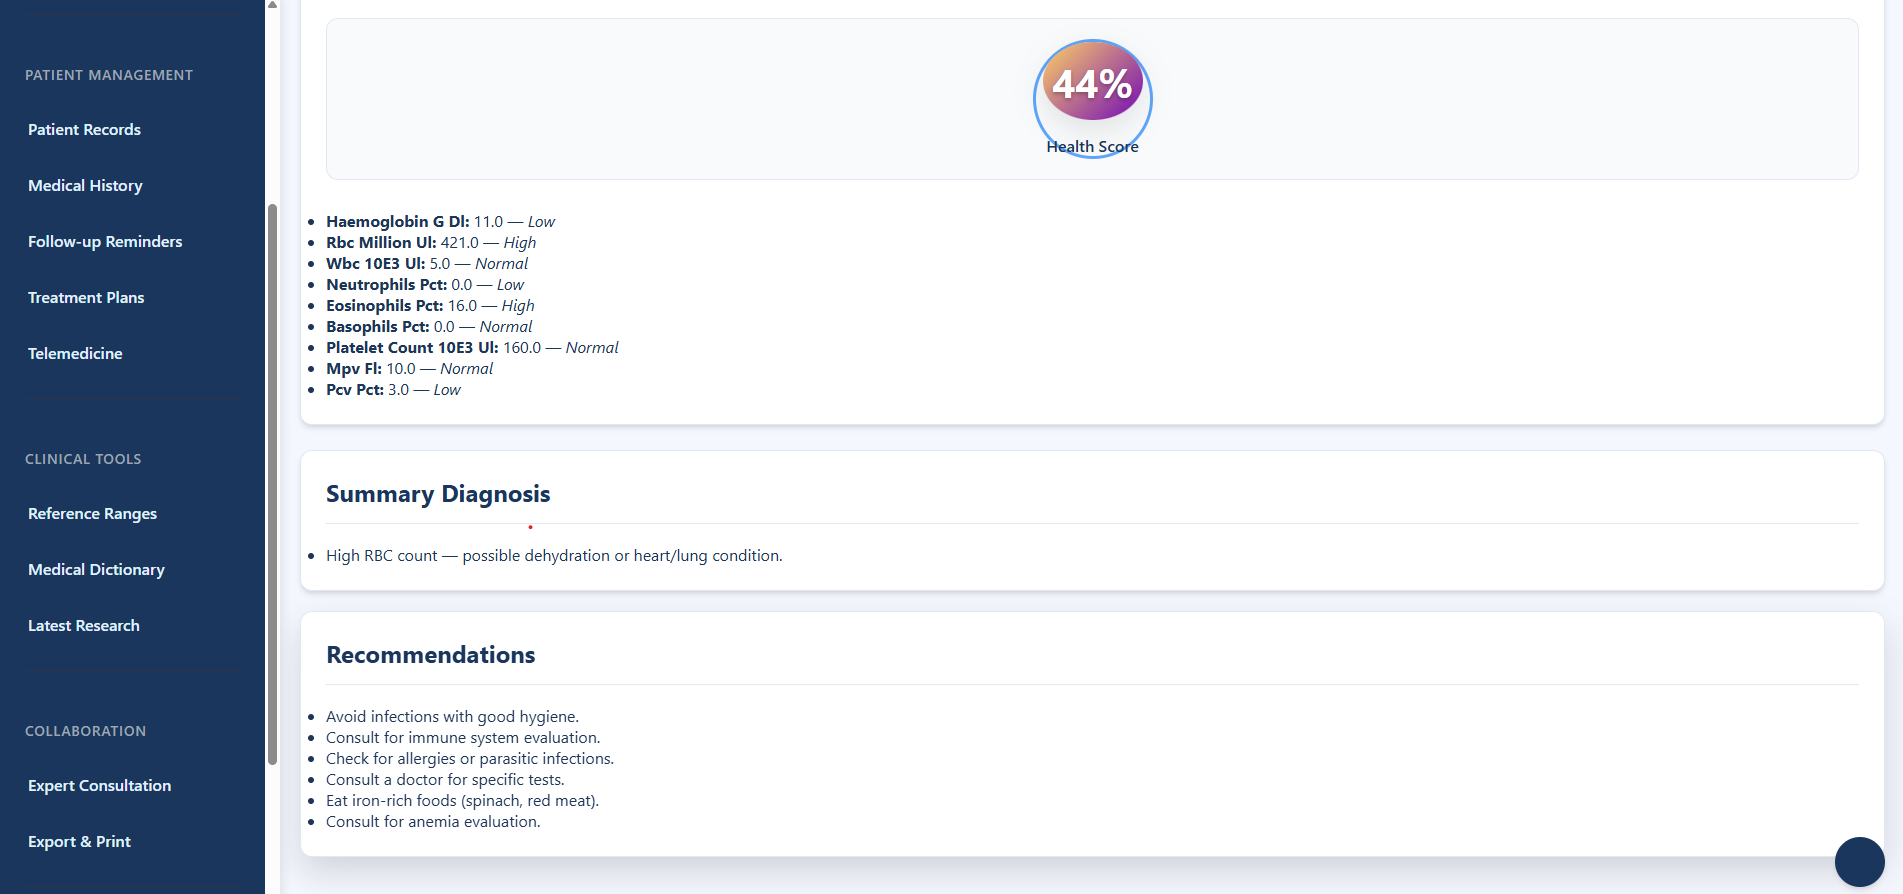 PATIENT MANAGEMENT
Patient Records
Medical History
Follow-up Reminders
Treatment Plans
Telemedicine
CLINICAL TOOLS
Reference Ranges
Medical Dictionary
Latest Research
COLLABORATION
Expert Consultation
Export & Print
44%
Health Score
Haemoglobin G Dl: 11.0 — Low
Rbc Million Ul: 421.0 — High
Wbc 10E3 Ul: 5.0 — Normal
Neutrophils Pct: 0.0 — Low
Eosinophils Pct: 16.0 — High
Basophils Pct: 0.0 — Normal
Platelet Count 10E3 Ul: 160.0 — Normal
Mpv Fl: 10.0 — Normal
Pcv Pct: 3.0 — Low
Summary Diagnosis
High RBC count — possible dehydration or heart/lung condition.
Recommendations
Avoid infections with good hygiene.
Consult for immune system evaluation.
Check for allergies or parasitic infections.
Consult a doctor for specific tests.
Eat iron-rich foods (spinach, red meat).
Consult for anemia evaluation.